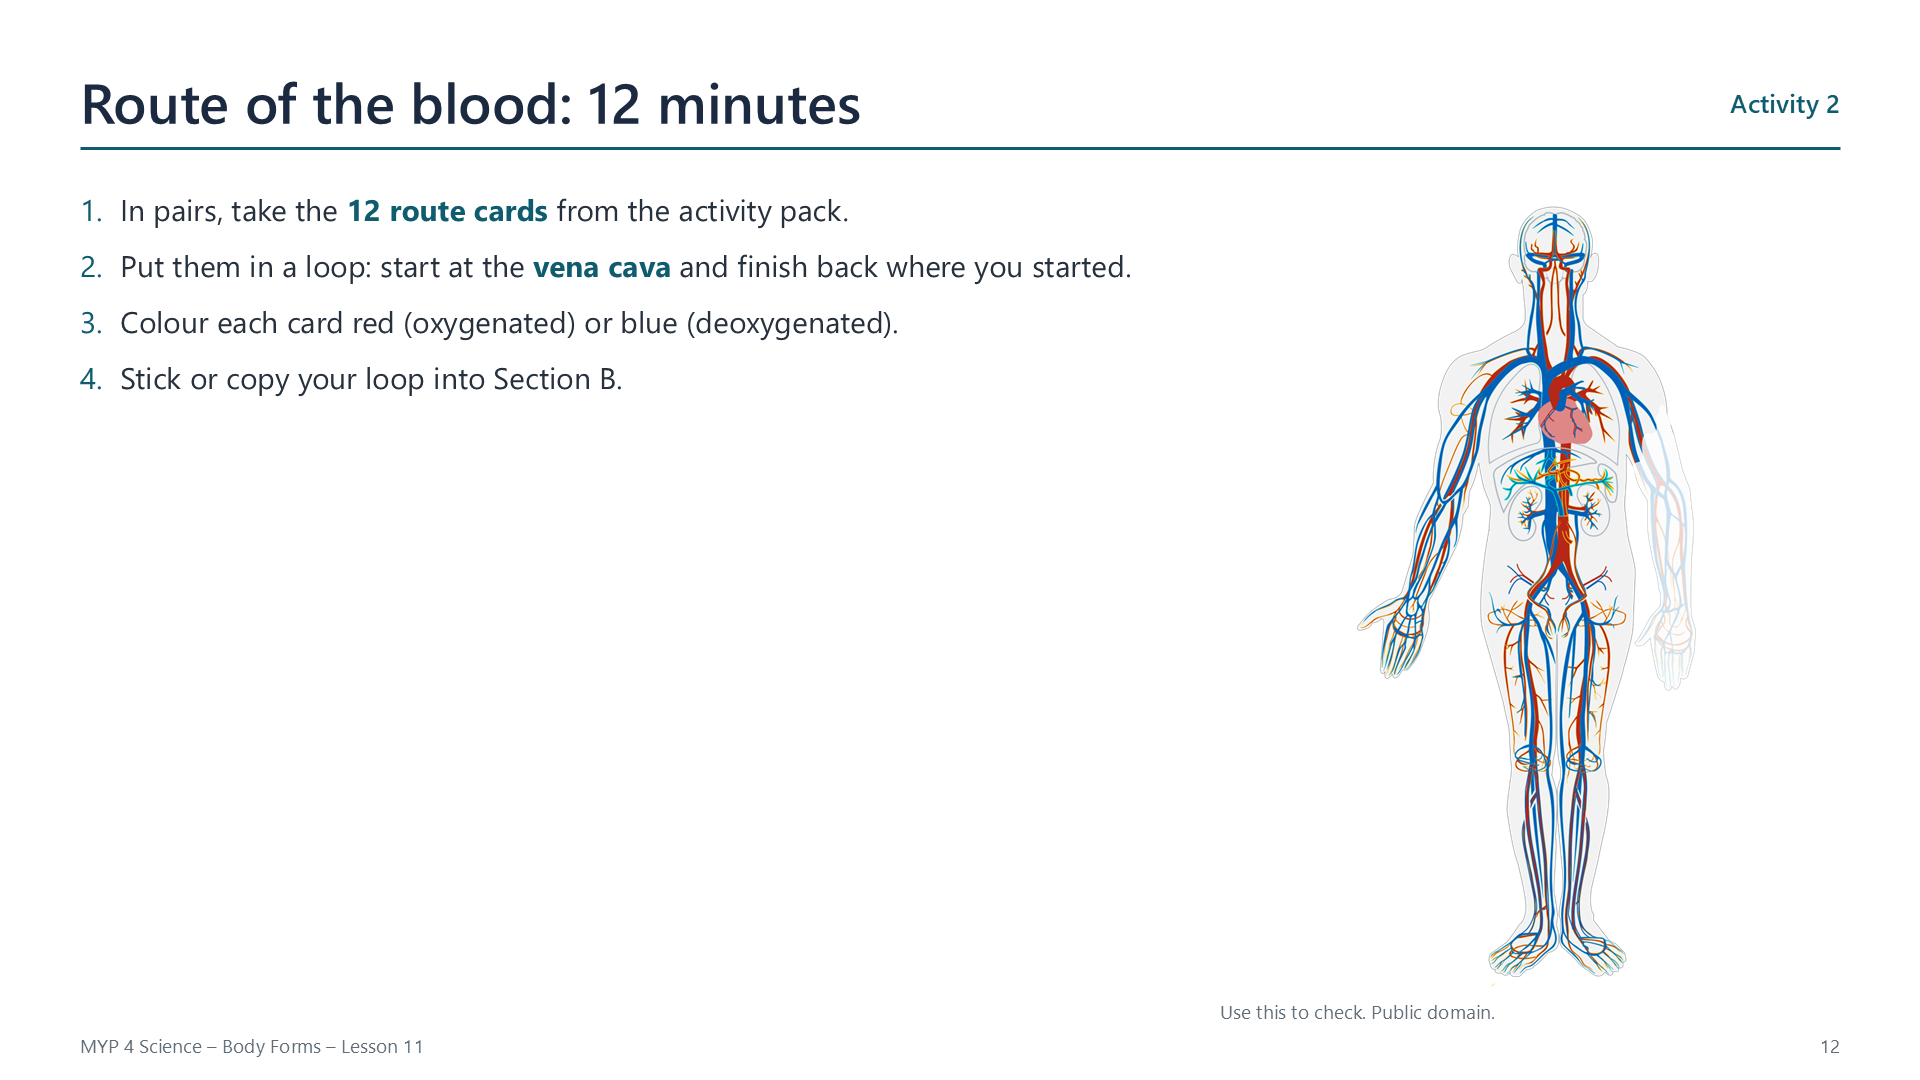 Route of the blood: 12 minutes
Activity 2
1. In pairs, take the 12 route cards from the activity pack.
2. Put them in a loop: start at the vena cava and finish back where you started.
3. Colour each card red (oxygenated) or blue (deoxygenated).
4. Stick or copy your loop into Section B.
Use this to check. Public domain.
MYP 4 Science – Body Forms – Lesson 11
12